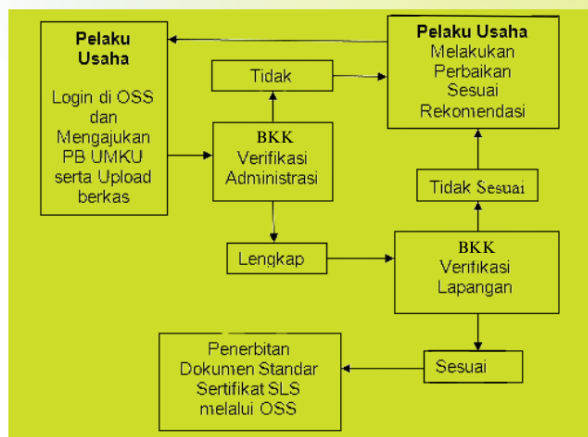 Pelaku
Usaha
Login di OSS
dan
Mengajukan
PB UMKU
serta Upload
berkas
Tidak
BKK
Verifikasi
Administrasi
Lengkap
Pelaku Usaha
Melakukan
Perbaikan
Sesuai
Rekomendasi
Tidak Sesuai
BKK
Verifikasi
Lapangan
Sesuai
Penerbitan
Dokumen Standar
Sertifikat SLS
melalui OSS